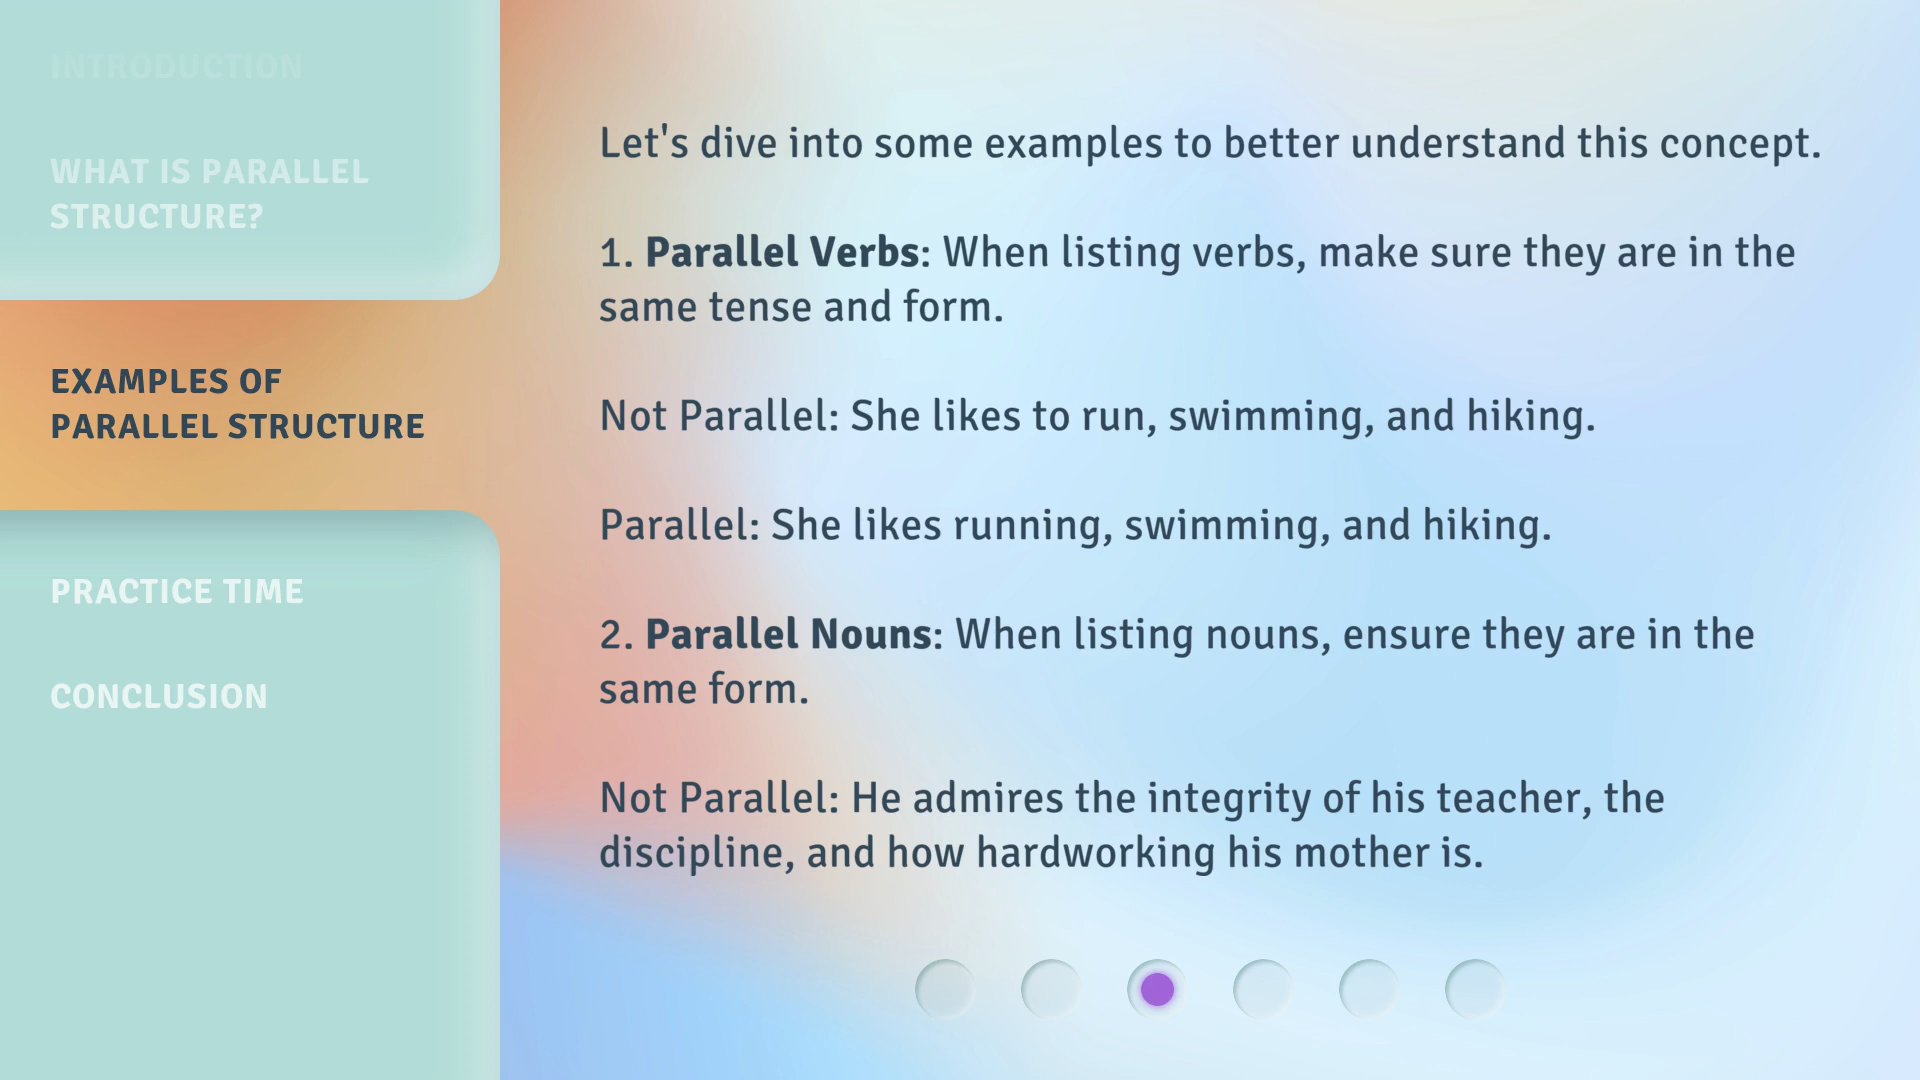 INTRODUCTION
WHAT IS PARALLEL
STRUCTURE?
EXAMPLES OF
PARALLEL STRUCTURE
PRACTICE TIME
CONCLUSION
Let's dive into some examples to better understand this concept.
1. Parallel Verbs: When listing verbs, make sure they are in the
same tense and form.
Not Parallel: She likes to run, swimming, and hiking.
Parallel: She likes running, swimming, and hiking.
2. Parallel Nouns: When listing nouns, ensure they are in the
same form.
Not Parallel: He admires the integrity of his teacher, the
discipline, and how hardworking his mother is.